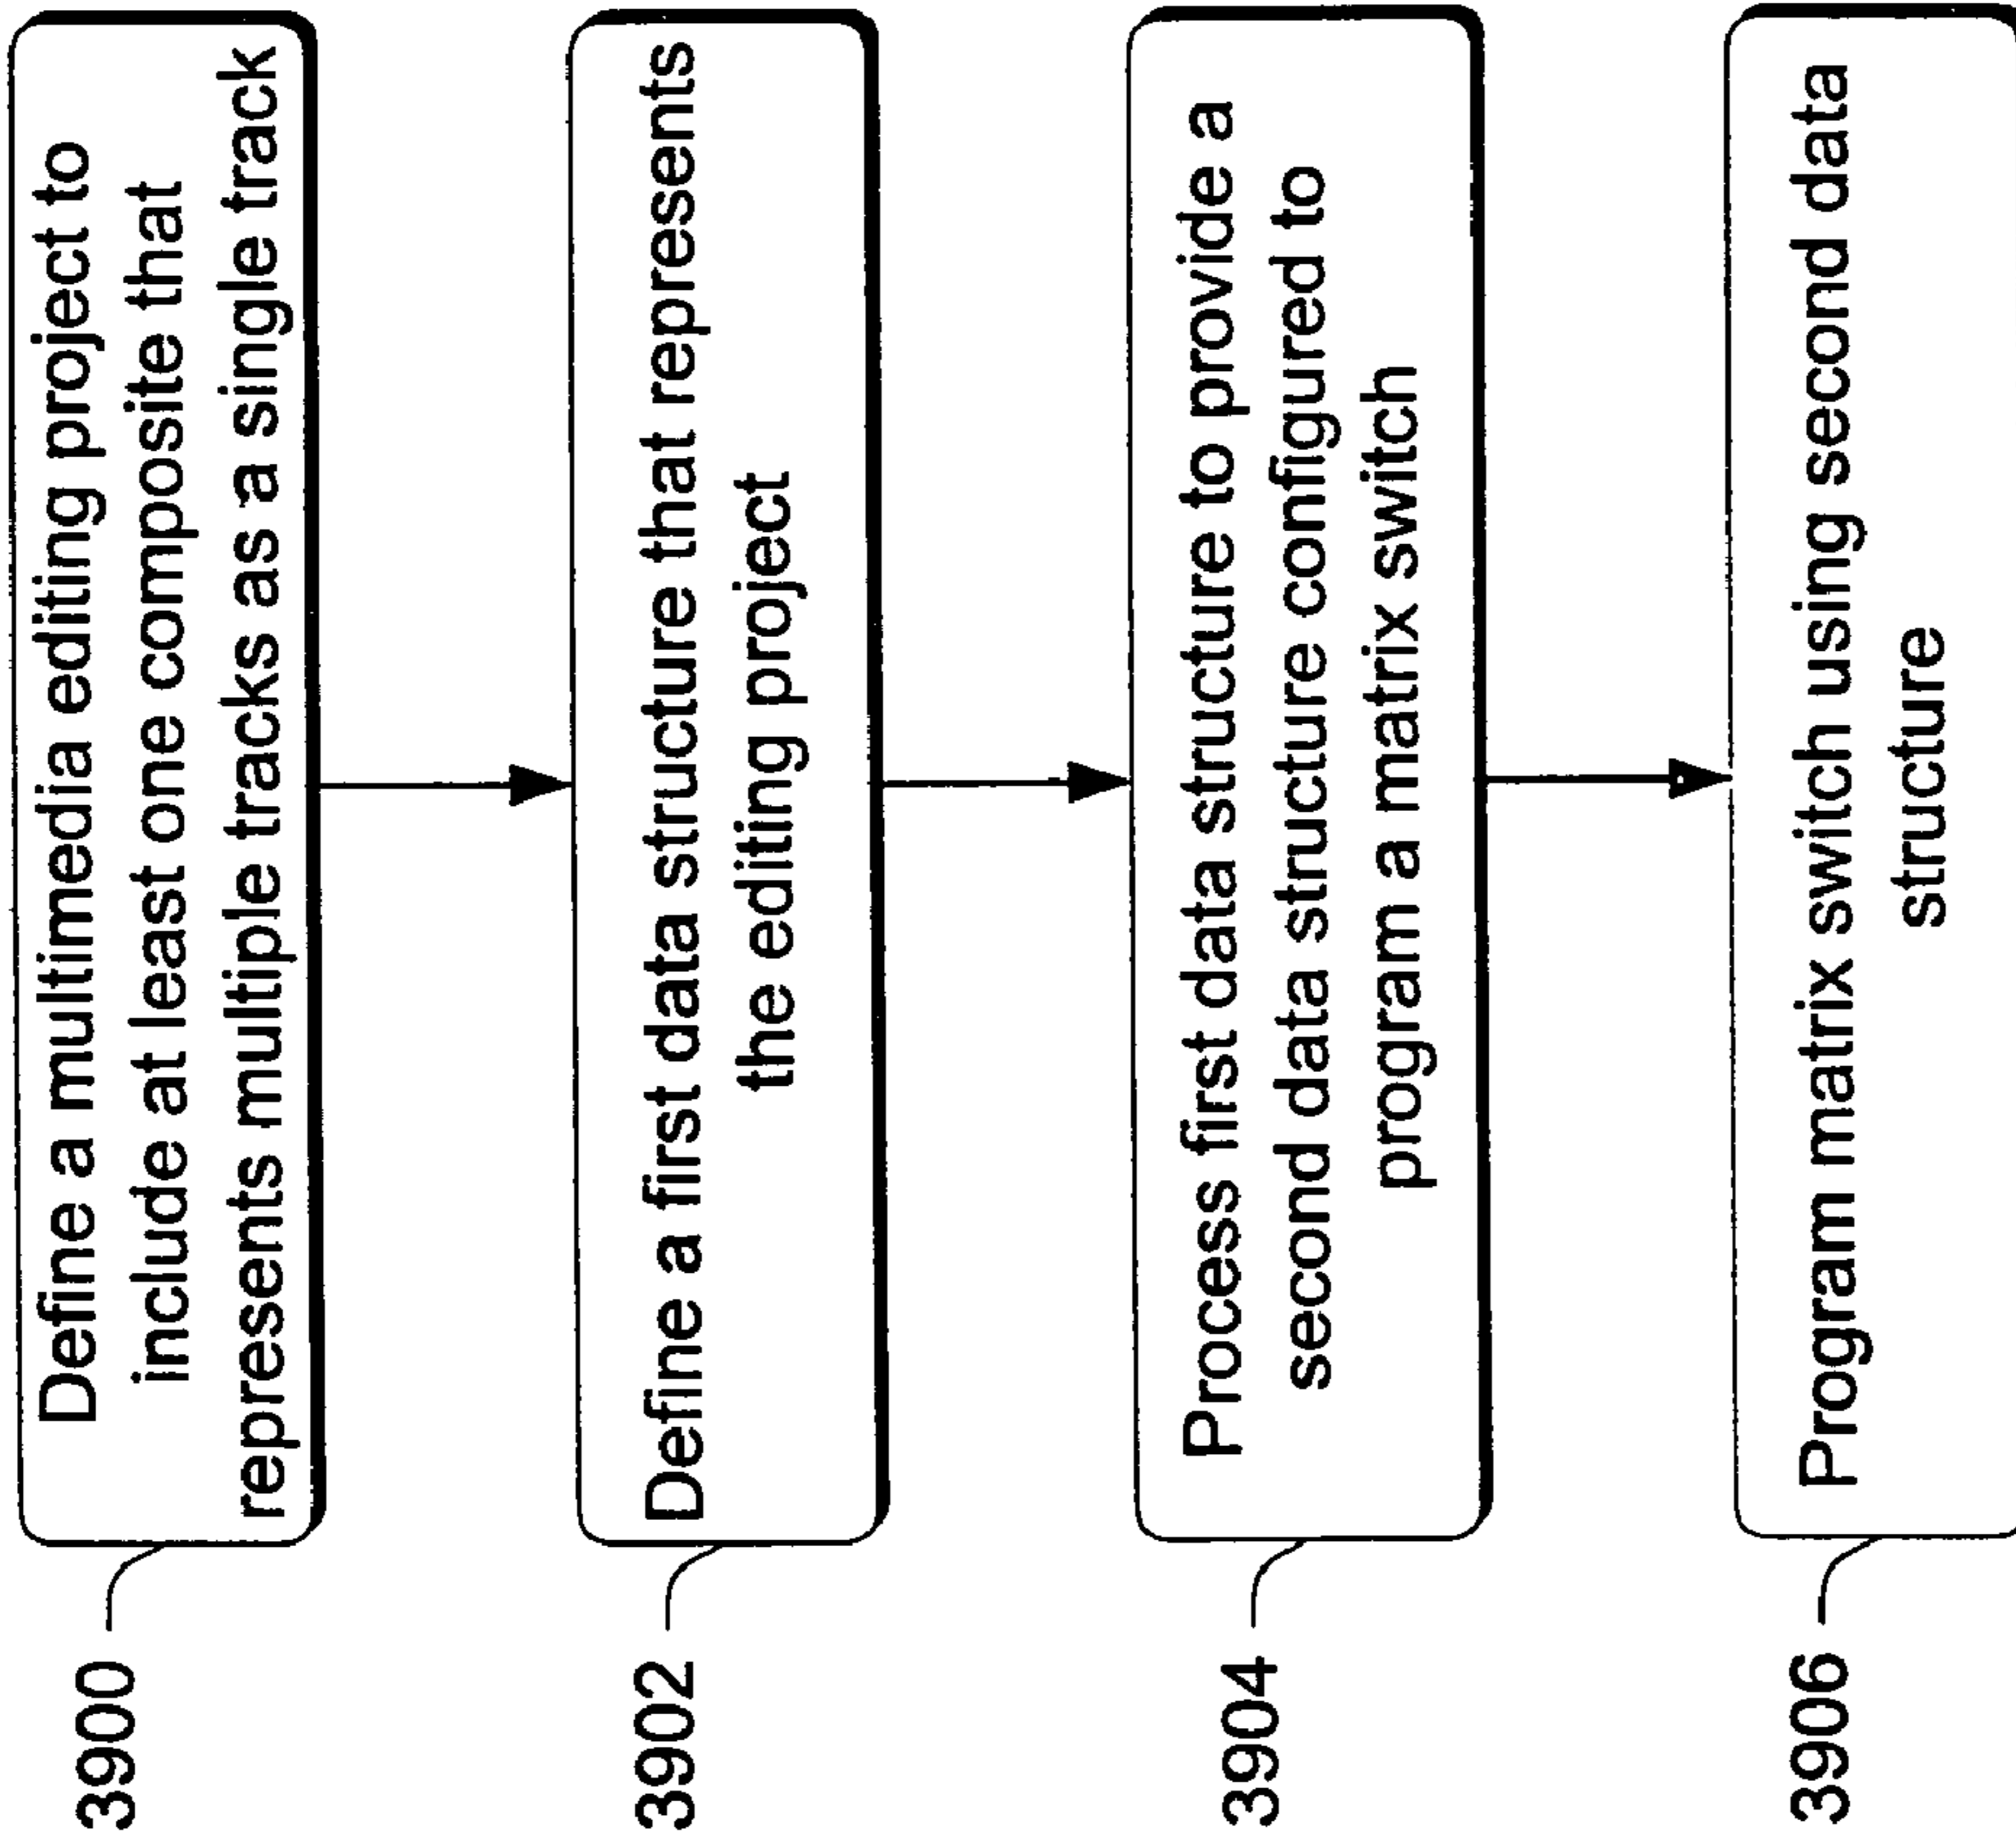 3900
Define a multimedia editing project to
include at least one composite that
represents multiple tracks as a single track
3902
Define a first data structure that represents
the editing project
3904
Process first data structure to provide a
second data structure configured to
program a matrix switch
3906
Program matrix switch using second data
structure